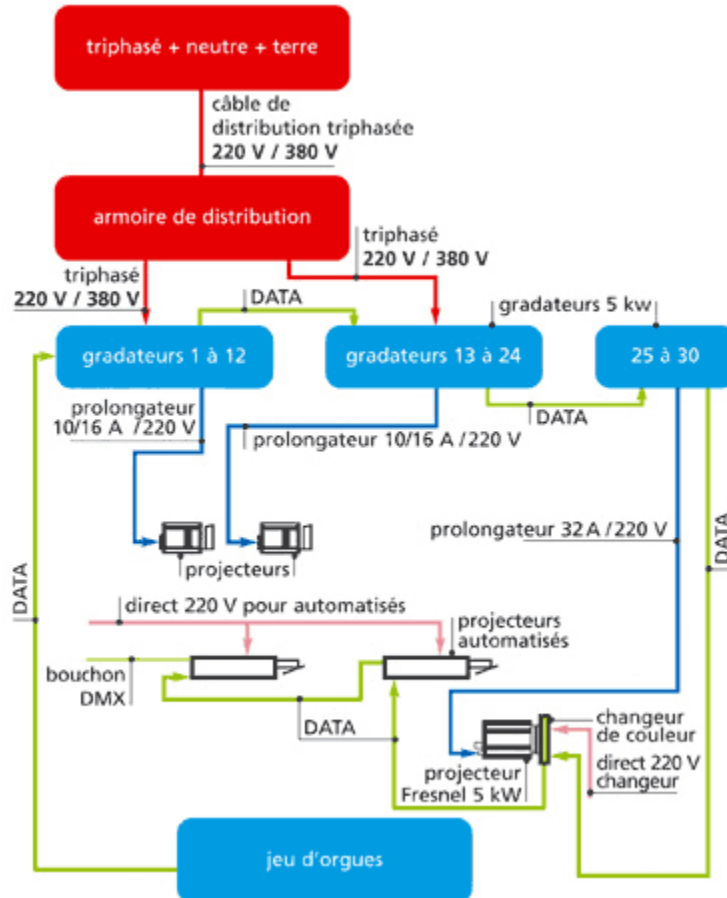 triphasé + neutre + terre
câble de
distribution triphasée
220 V / 380 V
armoire de distribution
triphasé
220 V / 380 V
triphasé
220 V / 380 V
DATA
gradateurs 5 kw
gradateurs 1 à 12
gradateurs 13 à 24
25 à 30
prolongateur
10/16 A /220 V
prolongateur 10/16 A /220 V
DATA
prolongateur 32 A /220 V
DATA
projecteurs
DATA
direct 220 V pour automatisés
projecteurs
automatisés
bouchon
DMX
DATA
changeur
de couleur
direct 220 V
changeur
projecteur
Fresnel 5 kW
jeu d'orgues